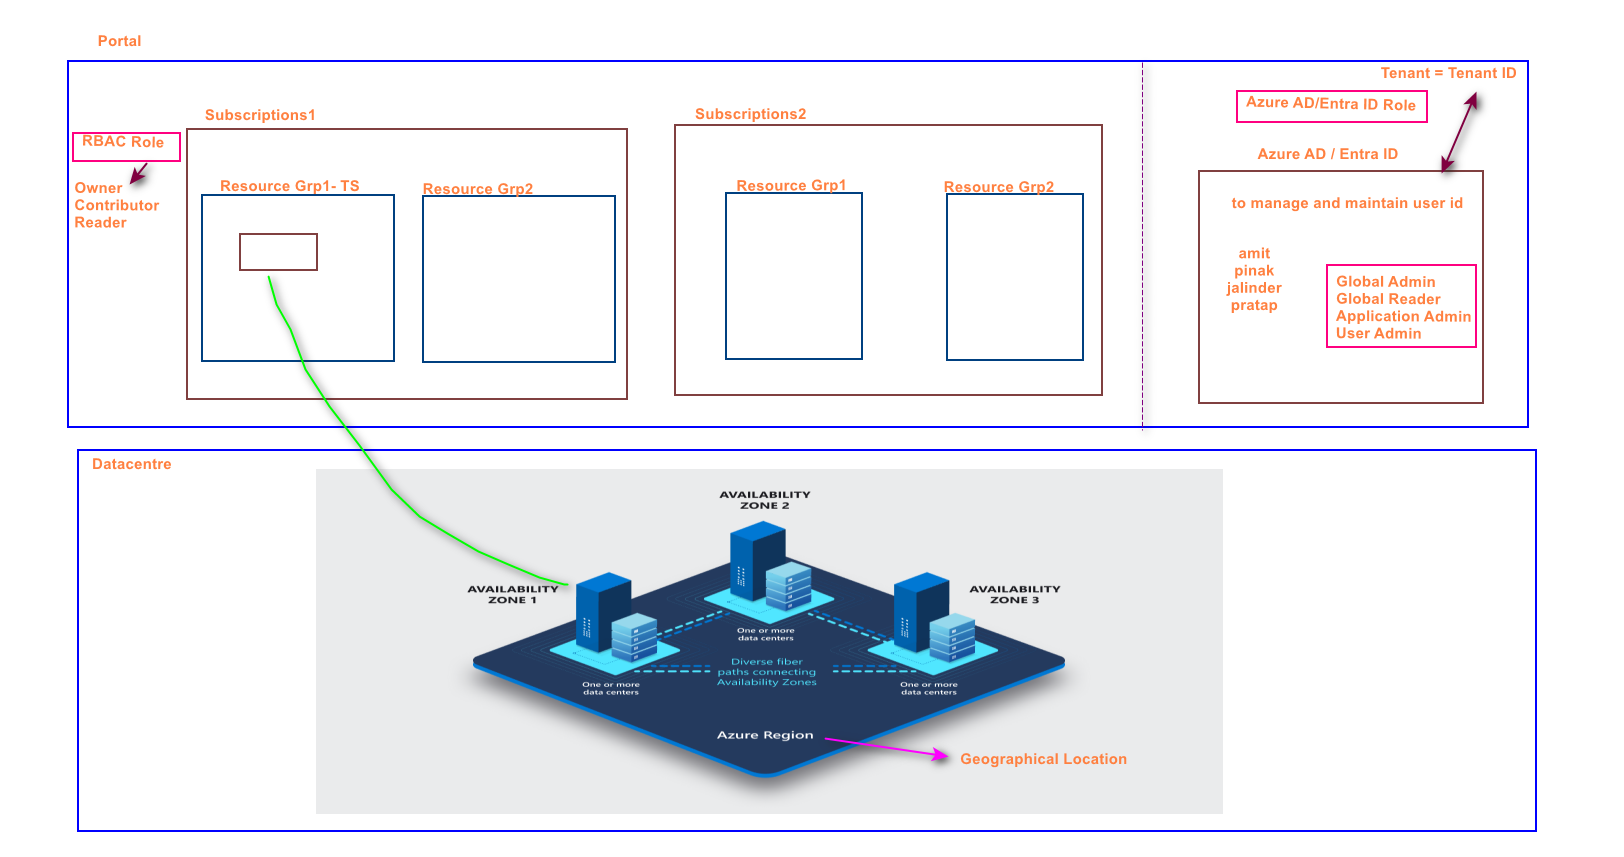 Portal
Tenant = Tenant ID
Azure AD/Entra ID Role
Subscriptions1
Subscriptions2
RBAC Role
Azure AD / Entra ID
Owner
Contributor
Reader
Resource Grp1- TS
Resource Grp2
Resource Grp1
Resource Grp2
to manage and maintain user id
amit
pinak
jalinder
pratap
Global Admin
Global Reader
Application Admin
User Admin
Datacentre
AVAILABILITY
ZONE 2
AVAILABILITY
ZONE 1
AVAILABILITY
ZONE 3
One or more
data centers
Diverse fiber
paths connecting
Availability Zones
One or more
data centers
One or more
data centers
Azure Region
Geographical Location